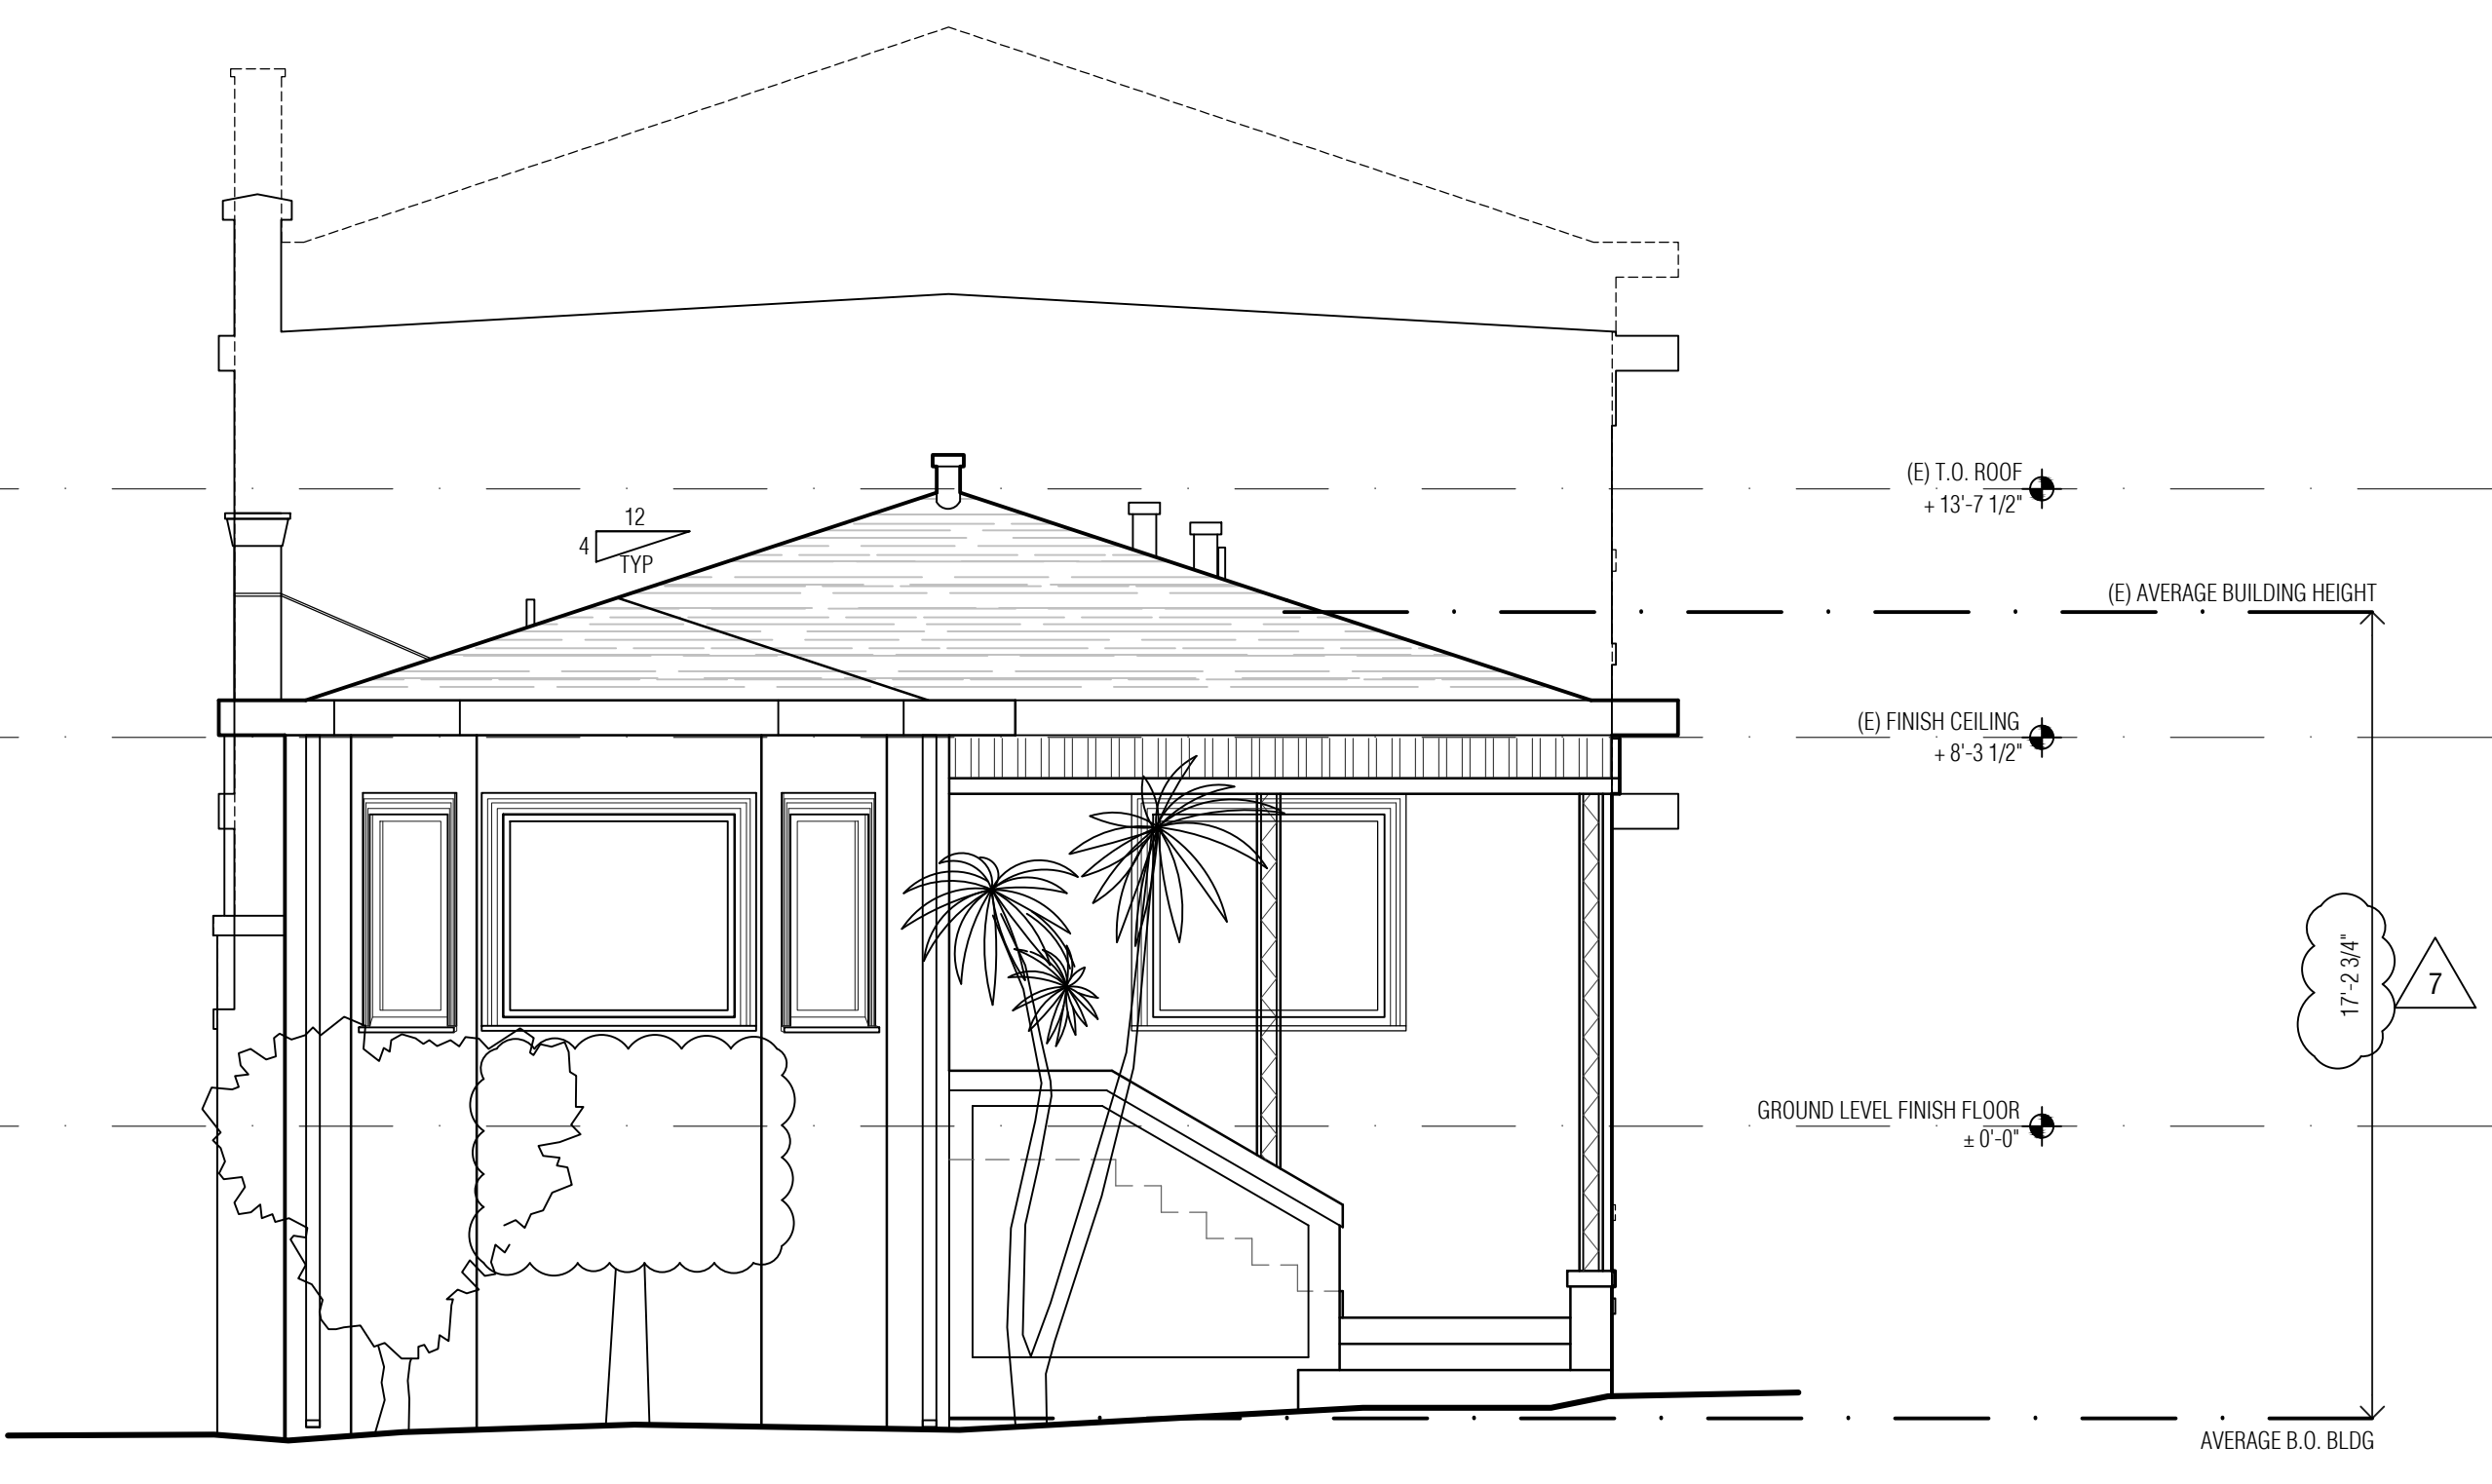 (E) T.O. ROOF
+ 13'-7 1/2"
12
4
TYP
(E) AVERAGE BUILDING HEIGHT
(E) FINISH CEILING
+ 8'-3 1/2"
17'-2 3/4"
7
GROUND LEVEL FINISH FLOOR
± 0'-0"
AVERAGE B.O. BLDG